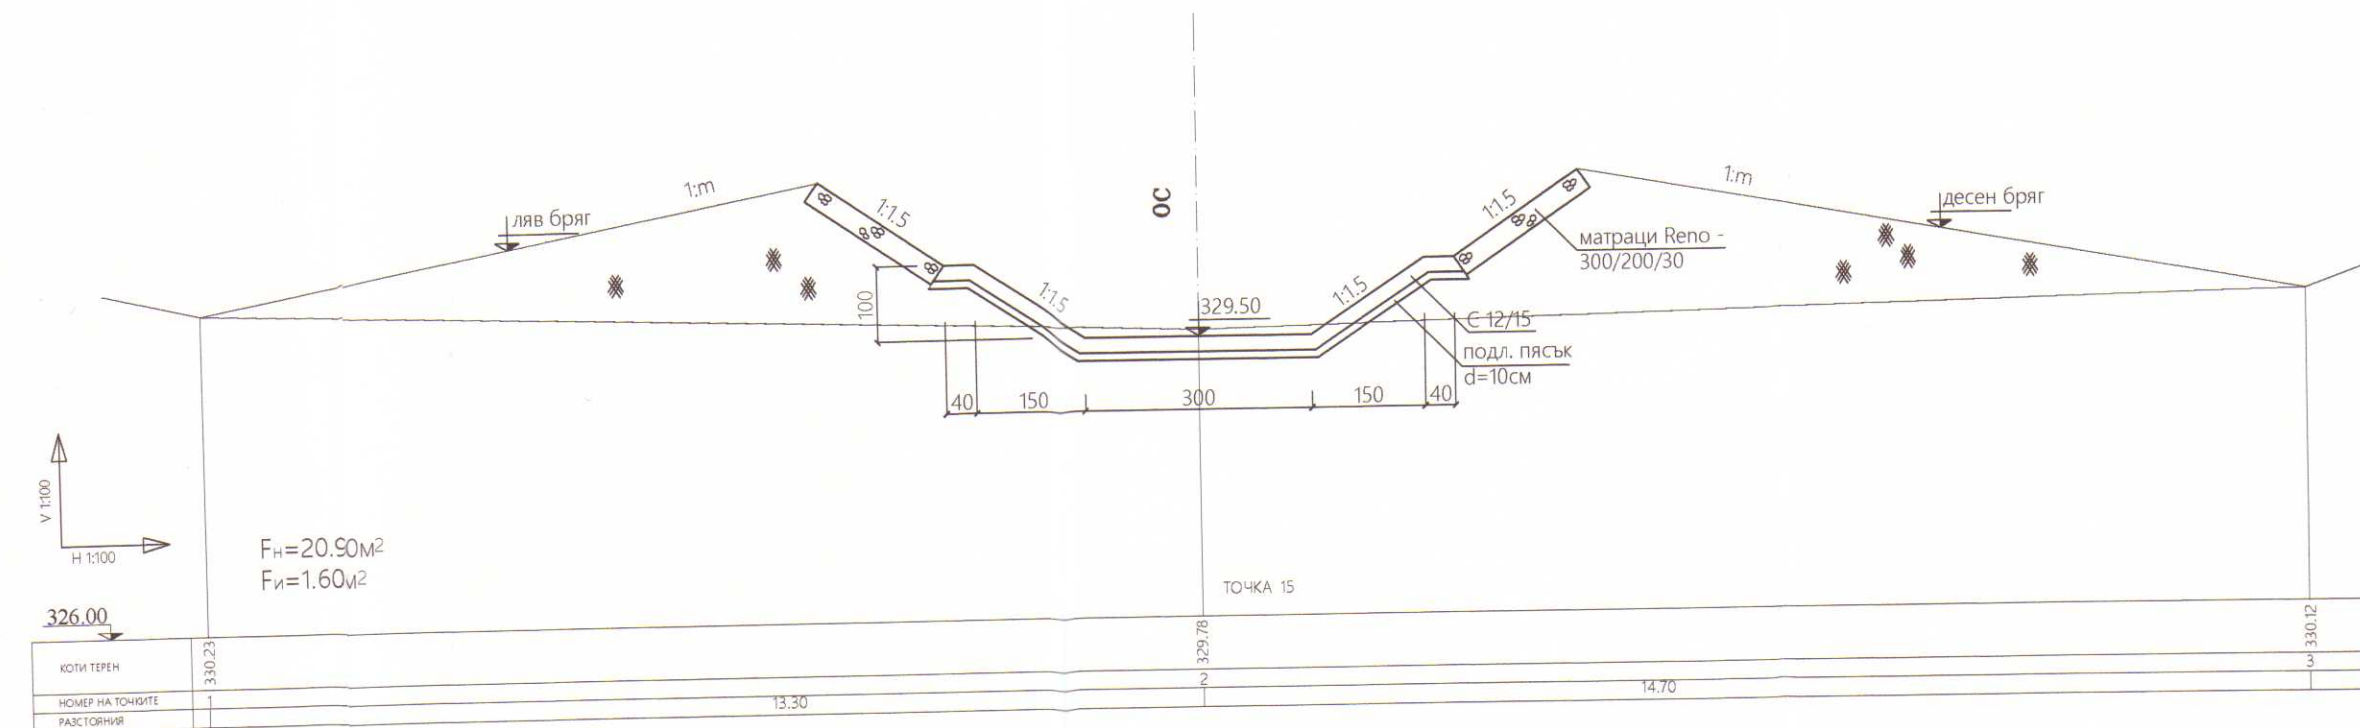 ОС
1:m
1:1.5
ляв бряг
1:1.5
100
329.50
1:1.5
1:1.5
1:m
десен бряг
матраци Reno -
300/200/30
C 12/15
подл. пясък
d=10см
40
150
300
150
40
V 1:100
H 1:100
Fн=20.90м2
Fи=1.60м2
ТОЧКА 15
326.00
КОТИ ТЕРЕН
330.23
329.78
330.12
НОМЕР НА ТОЧКИТЕ
1
2
3
РАЗСТОЯНИЯ
13.30
14.70